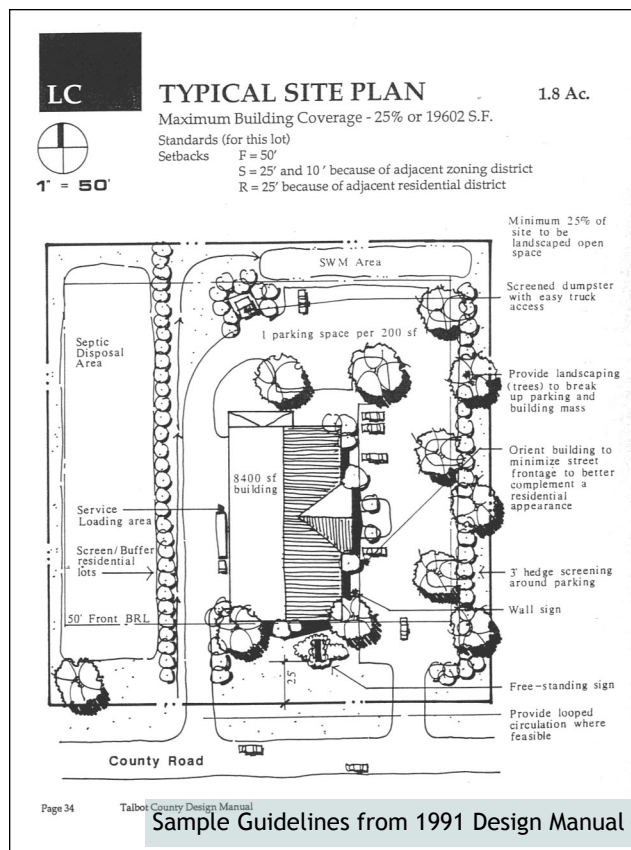 LC
TYPICAL SITE PLAN
1.8 Ac.
Maximum Building Coverage - 25% or 19602 S.F.
Standards (for this lot)
Setbacks F = 50'
S = 25' and 10 ' because of adjacent zoning district
R = 25' because of adjacent residential district
1" = 50'
Minimum 25% of
site to be
landscaped open
space
SWM Area
Screened dumpster
with easy truck
access
1 parking space per 200 sf
Septic
Disposal
Area
Provide landscaping
(trees) to break
up parking and
building mass
Orient building to
minimize street
frontage to better
complement a
residential
appearance
8400 sf
building
Service
Loading area
Screen/Buffer
residential
lots
3' hedge screening
around parking
Wall sign
50' Front BRL
25'
Free-standing sign
Provide looped
circulation where
feasible
County Road
Page 34
Talbot County Design Manual
Sample Guidelines from 1991 Design Manual